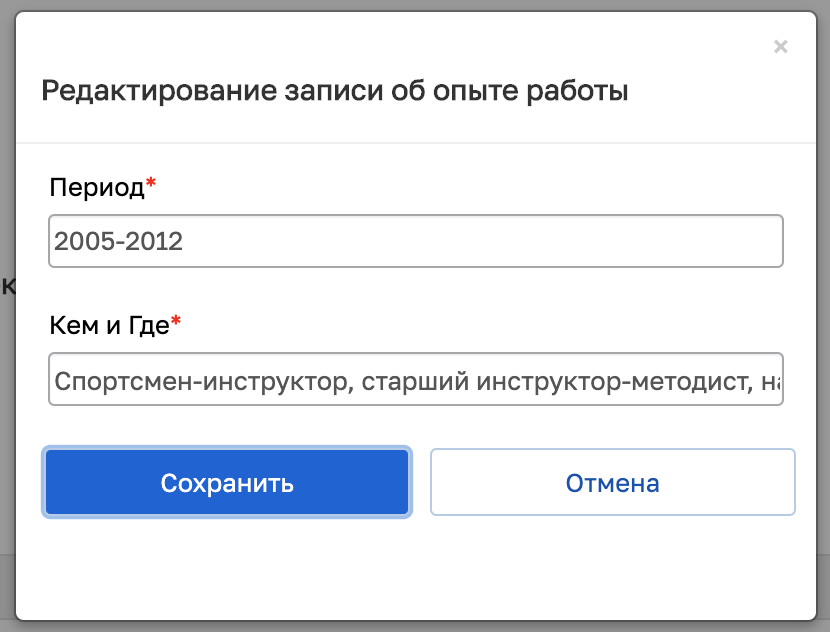 ×
Редактирование записи об опыте работы
Период*
2005-2012
Кем и Где*
Спортсмен-инструктор, старший инструктор-методист,
Сохранить
Отмена